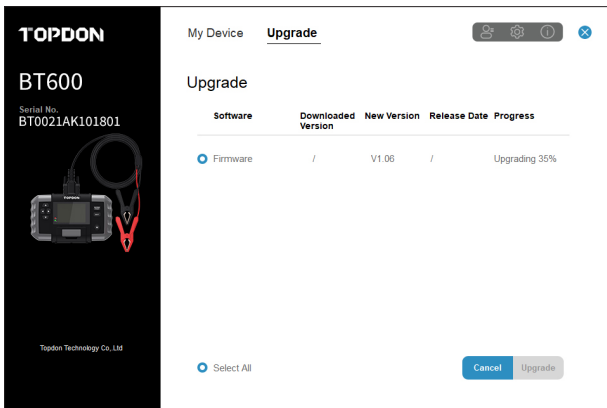 TOPDON
BT600
Serial No.
BT0021AK101801
TOPDON
Topdon Technology Co., Ltd
My Device Upgrade
Upgrade
Software Downloaded Version New Version Release Date Progress
Firmware / V1.06 / Upgrading 35%
Select All
Cancel Upgrade